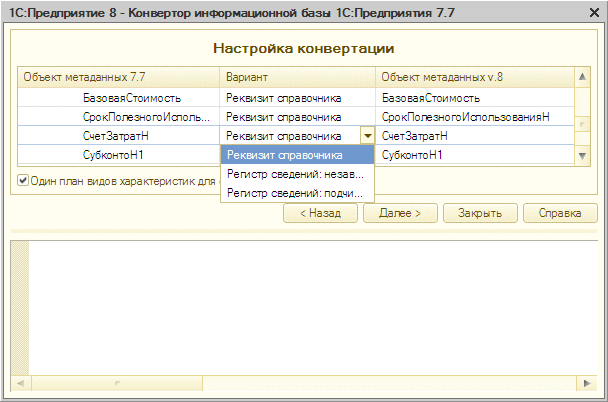 1С:Предприятие 8 - Конвертор информационной базы 1С:Предприятия 7.7
Настройка конвертации
Объект метаданных 7.7 Вариант Объект метаданных v.8
БазоваяСтоимость Реквизит справочника БазоваяСтоимость
СрокПолезногоИсполь... Реквизит справочника СрокПолезногоИспользованияН
СчетЗатратН Реквизит справочника СчетЗатратН
СубконтоН1 Реквизит справочника СубконтоН1
Регистр сведений: незав...
Один план видов характеристик для
Регистр сведений: подчи...
< Назад Далее > Закрыть Справка